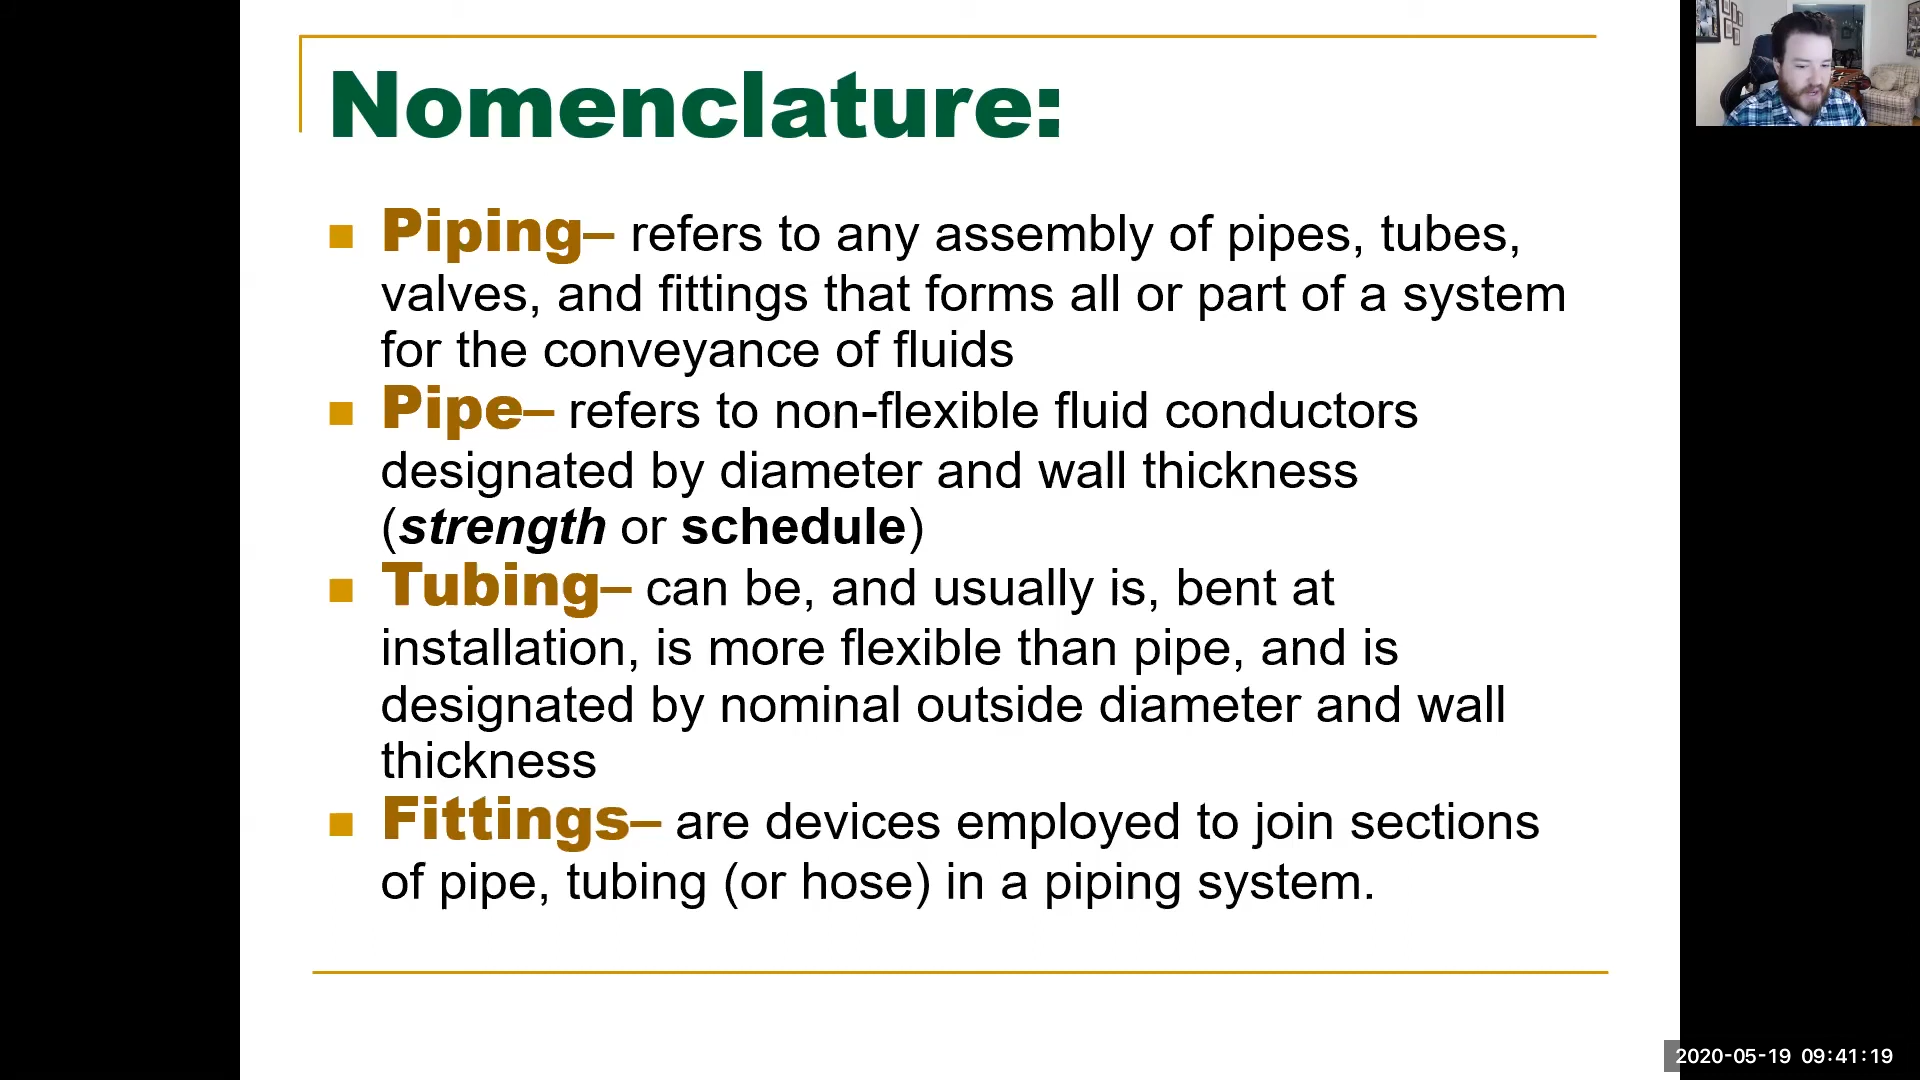 Nomenclature:
Piping– refers to any assembly of pipes, tubes,
valves, and fittings that forms all or part of a system
for the conveyance of fluids
Pipe– refers to non-flexible fluid conductors
designated by diameter and wall thickness
(strength or schedule)
Tubing– can be, and usually is, bent at
installation, is more flexible than pipe, and is
designated by nominal outside diameter and wall
thickness
Fittings– are devices employed to join sections
of pipe, tubing (or hose) in a piping system.
2020-05-19 09:41:19